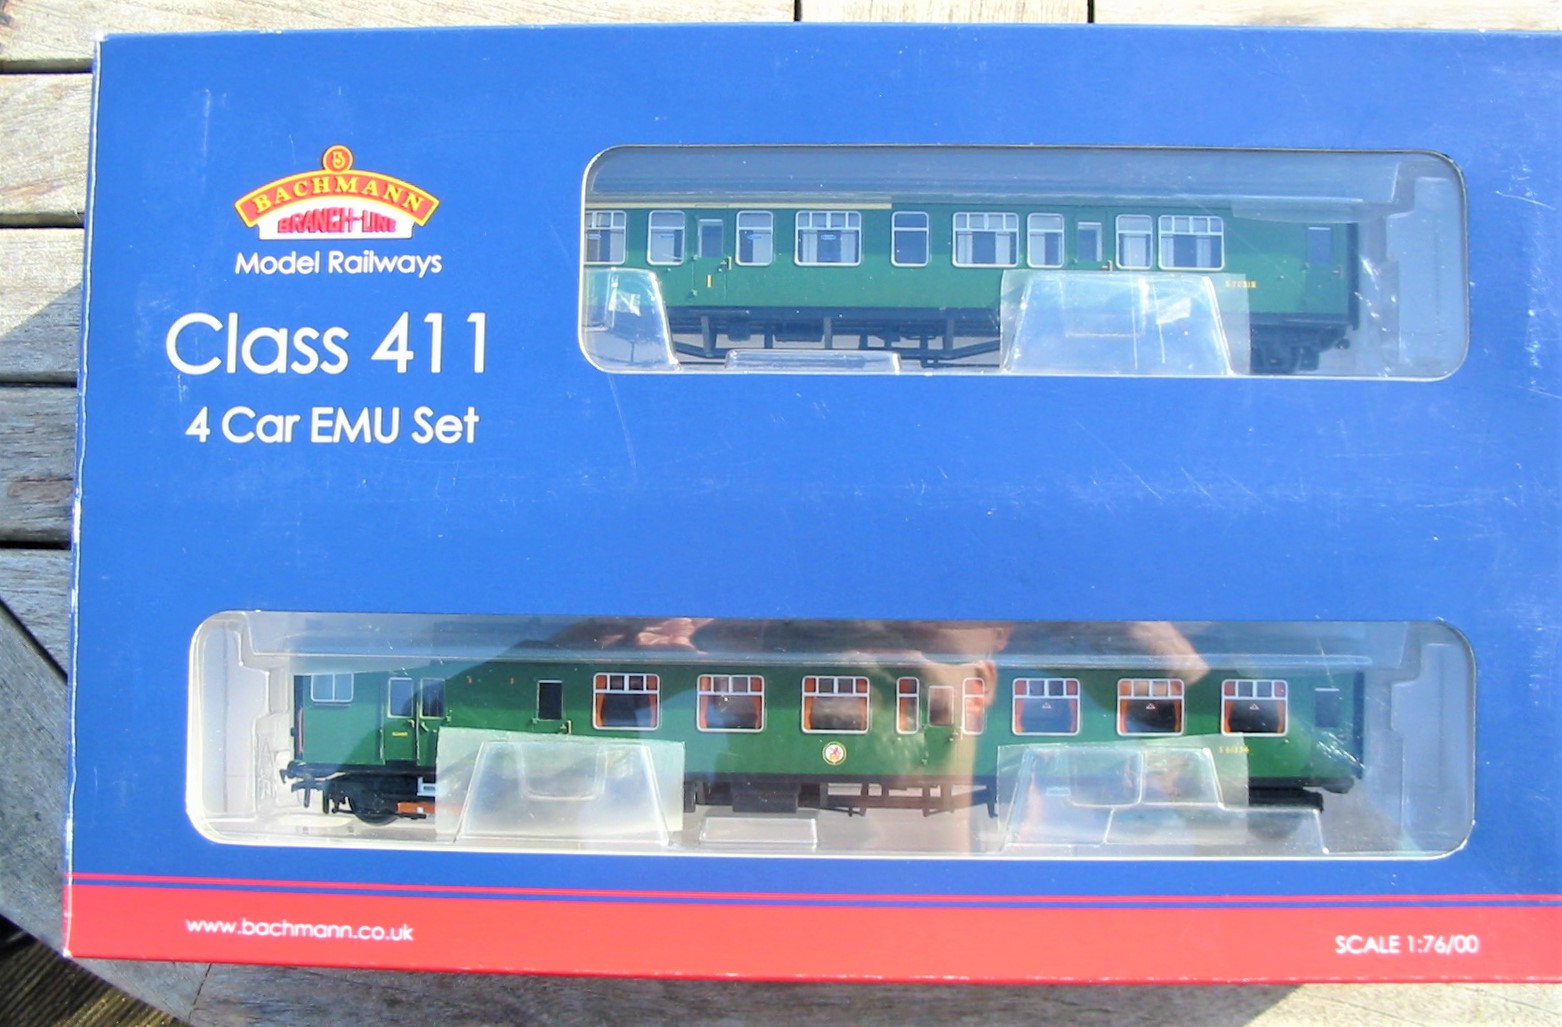 BACHMANN
BRANCH-LINE
Model Railways
Class 411
4 Car EMU Set
1
www.bachmann.co.uk
SCALE 1:76/00